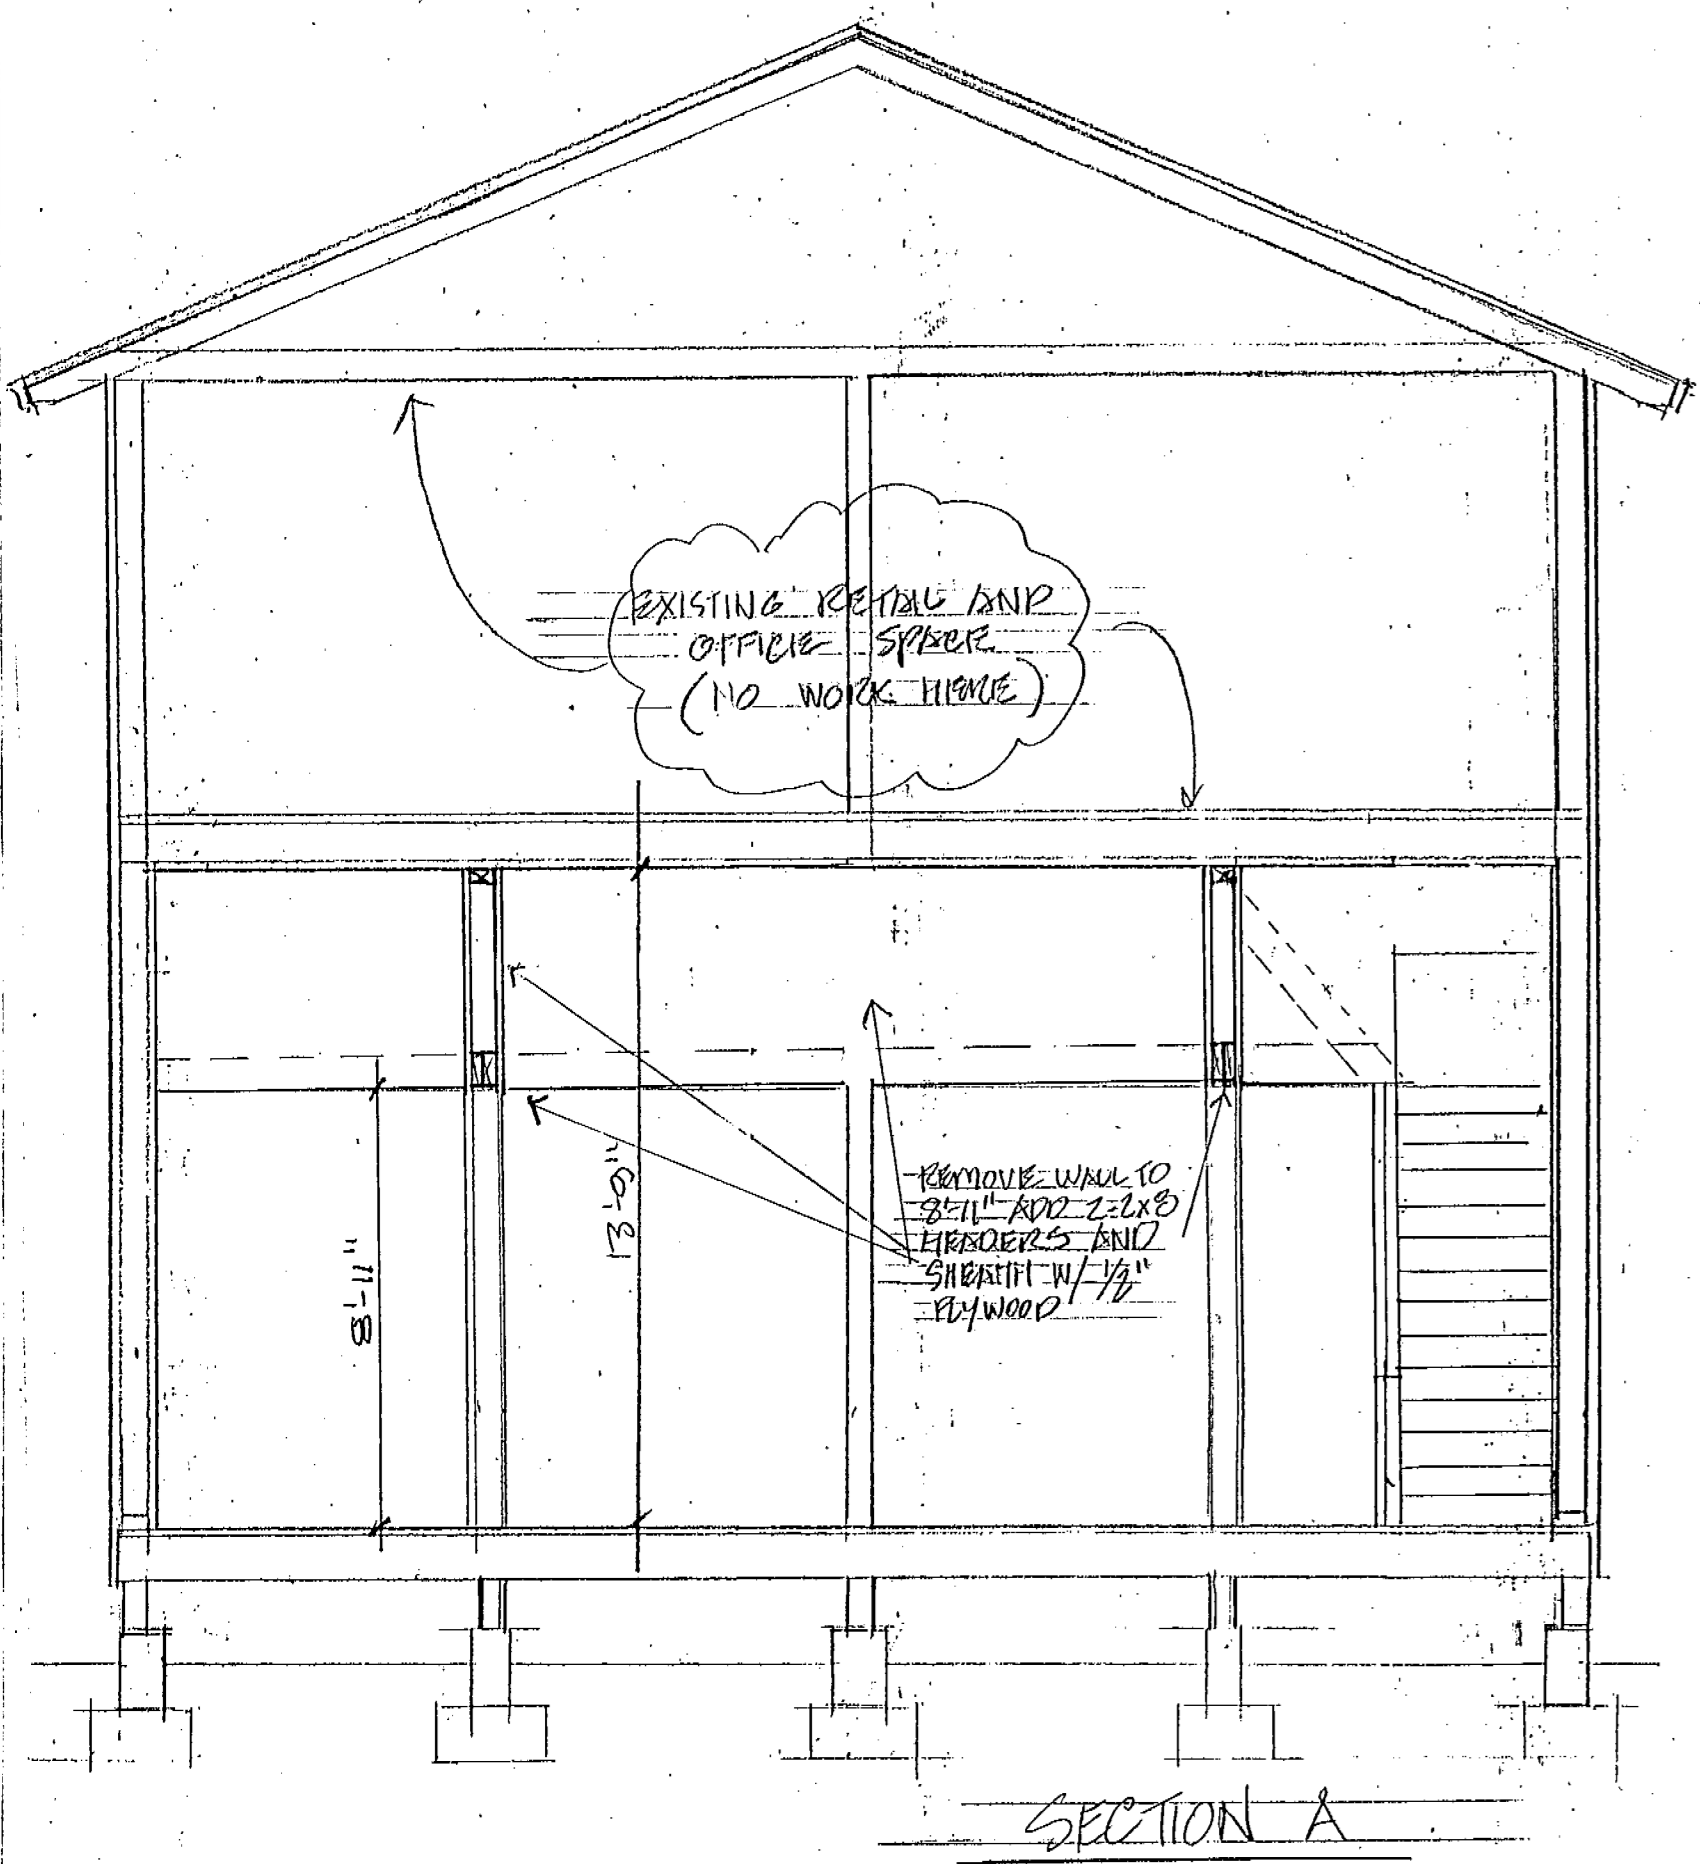 EXISTING RETAIL AND
OFFICE SPACE
(NO WORK HERE)
13'-9"
8'-11"
REMOVE WALL TO
8'-11" ADD 2-2x8
HEADERS AND
SHEATH W/ 1/2"
PLYWOOD
SECTION A